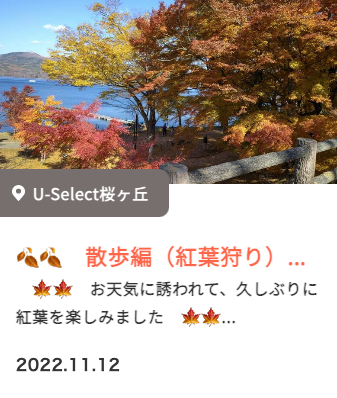 U-Select桜ヶ丘
🍂🍂　散歩編（紅葉狩り）...
🍁🍁　お天気に誘われて、久しぶりに
紅葉を楽しみました　🍁🍁...
2022.11.12